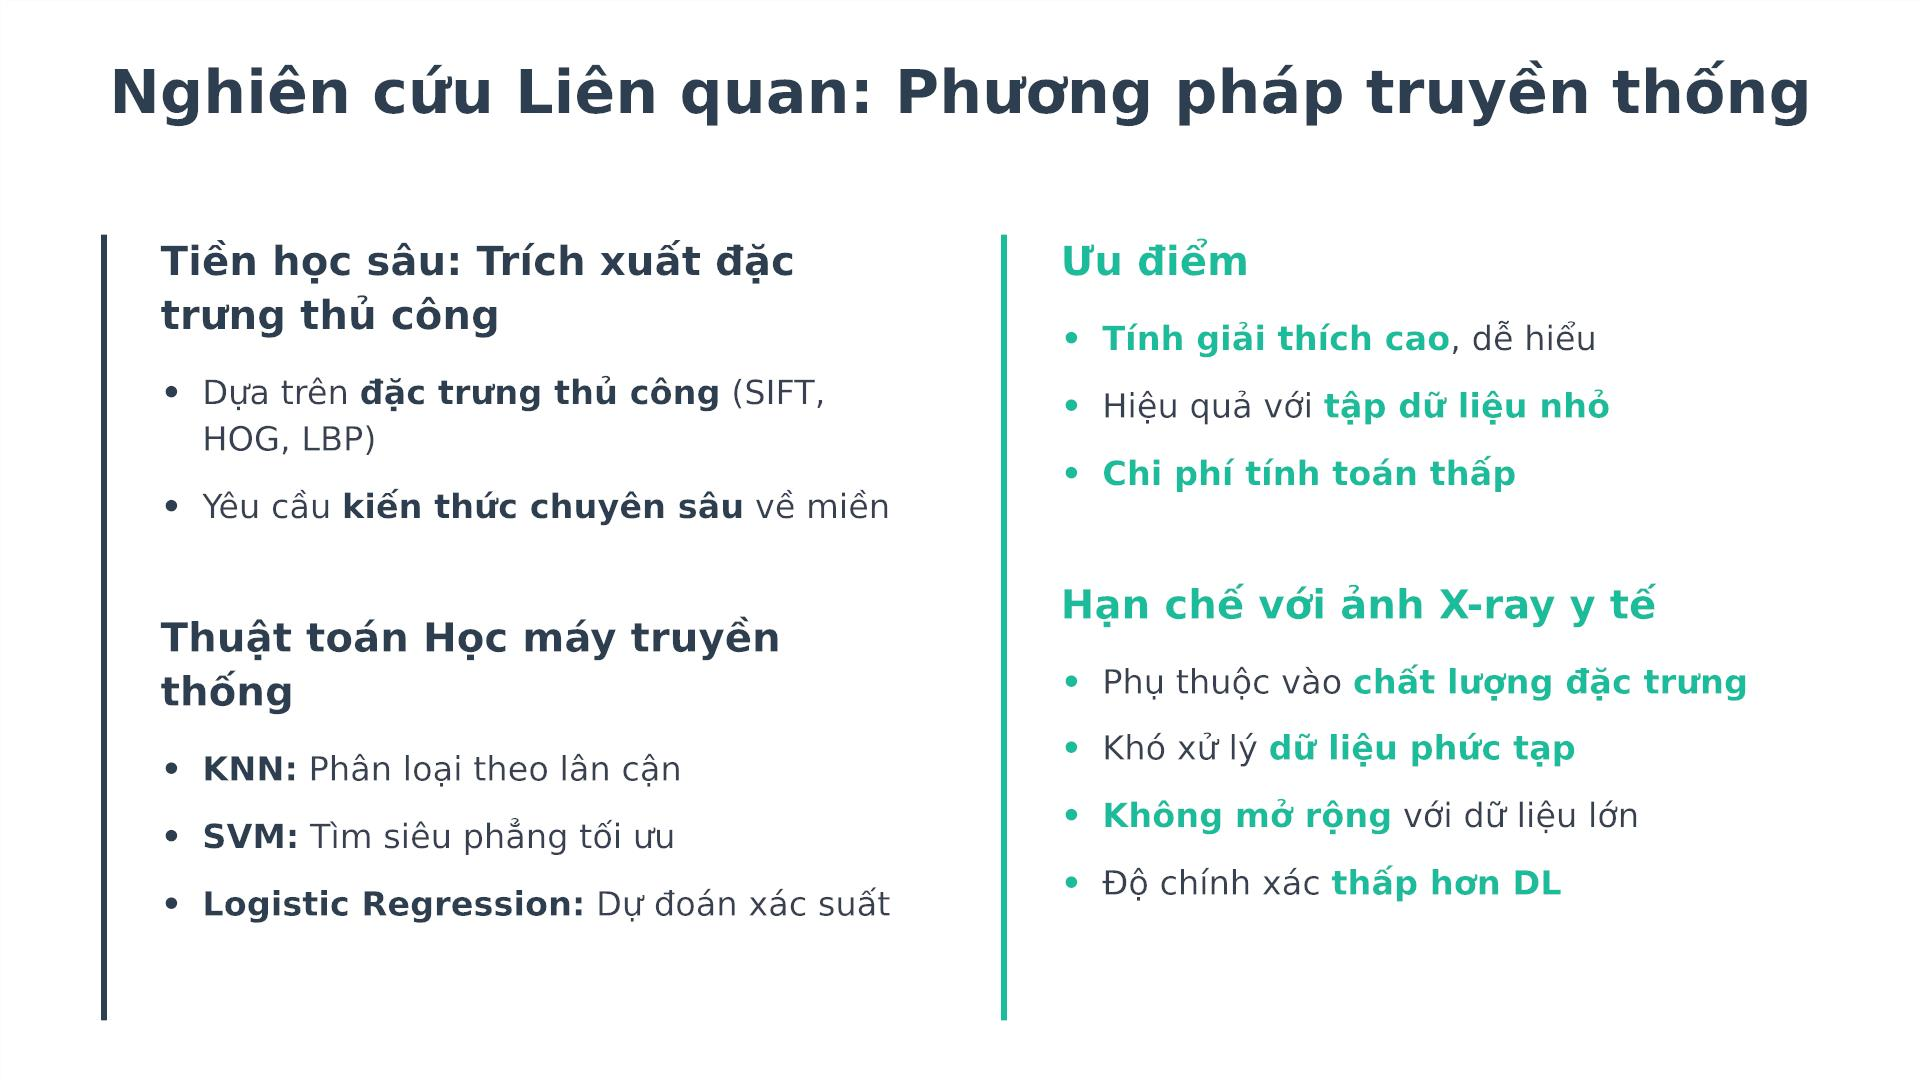 Nghiên cứu Liên quan: Phương pháp truyền thống
Tiền học sâu: Trích xuất đặc
trưng thủ công
• Dựa trên đặc trưng thủ công (SIFT,
HOG, LBP)
• Yêu cầu kiến thức chuyên sâu về miền
Thuật toán Học máy truyền
thống
• KNN: Phân loại theo lân cận
• SVM: Tìm siêu phẳng tối ưu
• Logistic Regression: Dự đoán xác suất
Ưu điểm
• Tính giải thích cao, dễ hiểu
• Hiệu quả với tập dữ liệu nhỏ
• Chi phí tính toán thấp
Hạn chế với ảnh X-ray y tế
• Phụ thuộc vào chất lượng đặc trưng
• Khó xử lý dữ liệu phức tạp
• Không mở rộng với dữ liệu lớn
• Độ chính xác thấp hơn DL